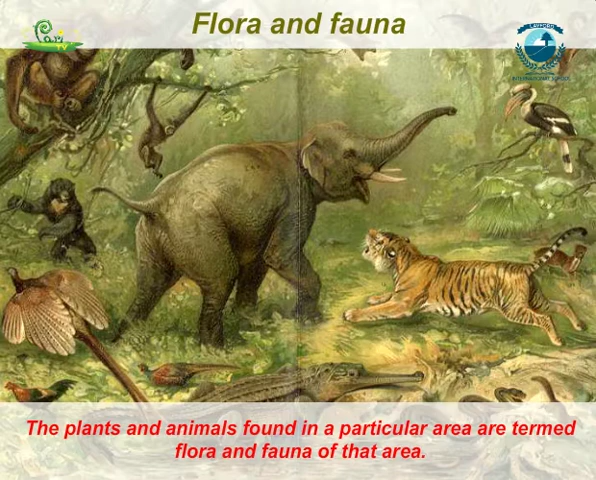 Flora and fauna
The plants and animals found in a particular area are termed
flora and fauna of that area.